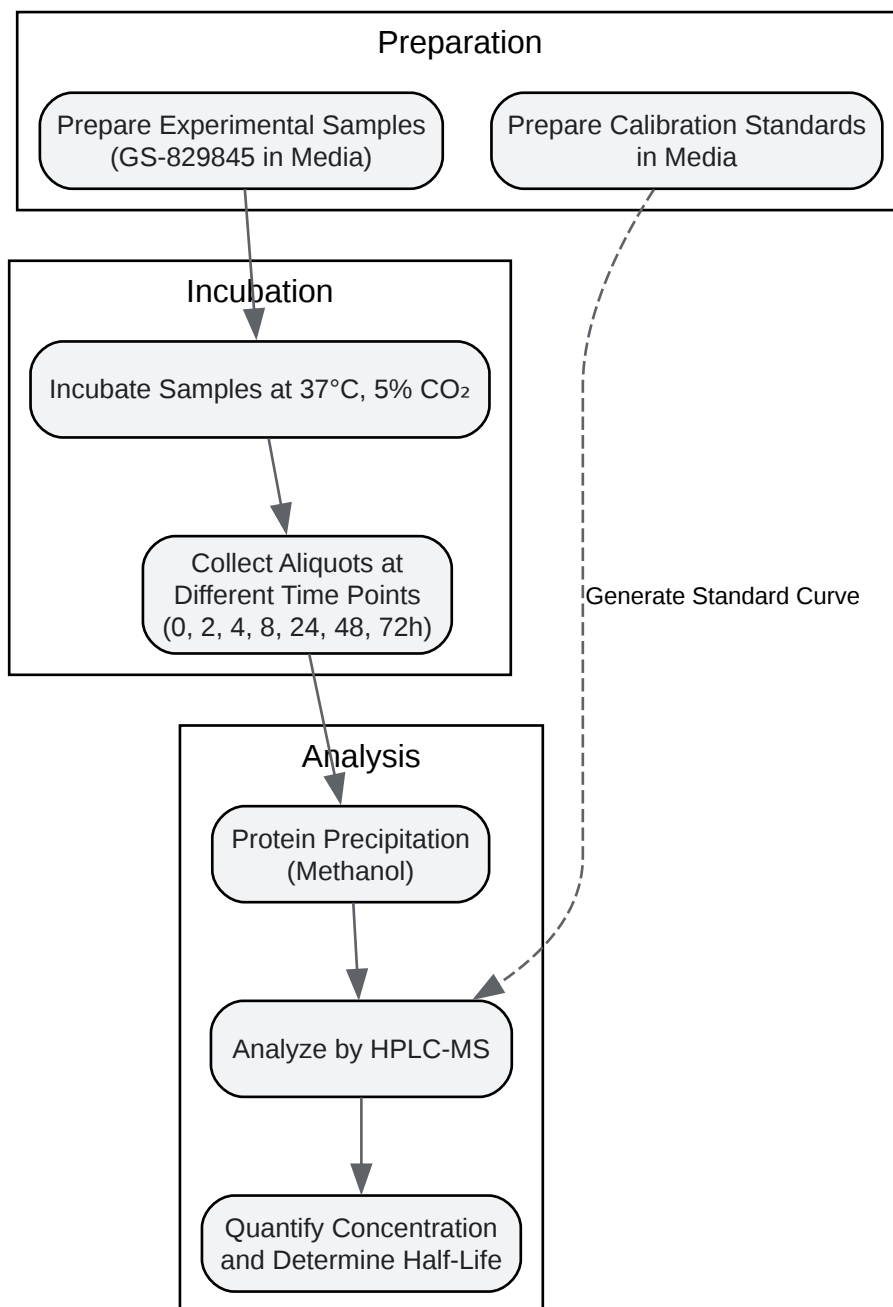 Preparation
Prepare Experimental Samples
(GS-829845 in Media)
Prepare Calibration Standards
in Media
Incubation
Incubate Samples at 37°C, 5% CO₂
Collect Aliquots at
Different Time Points
(0, 2, 4, 8, 24, 48, 72h)
Generate Standard Curve
Analysis
Protein Precipitation
(Methanol)
Analyze by HPLC-MS
Quantify Concentration
and Determine Half-Life